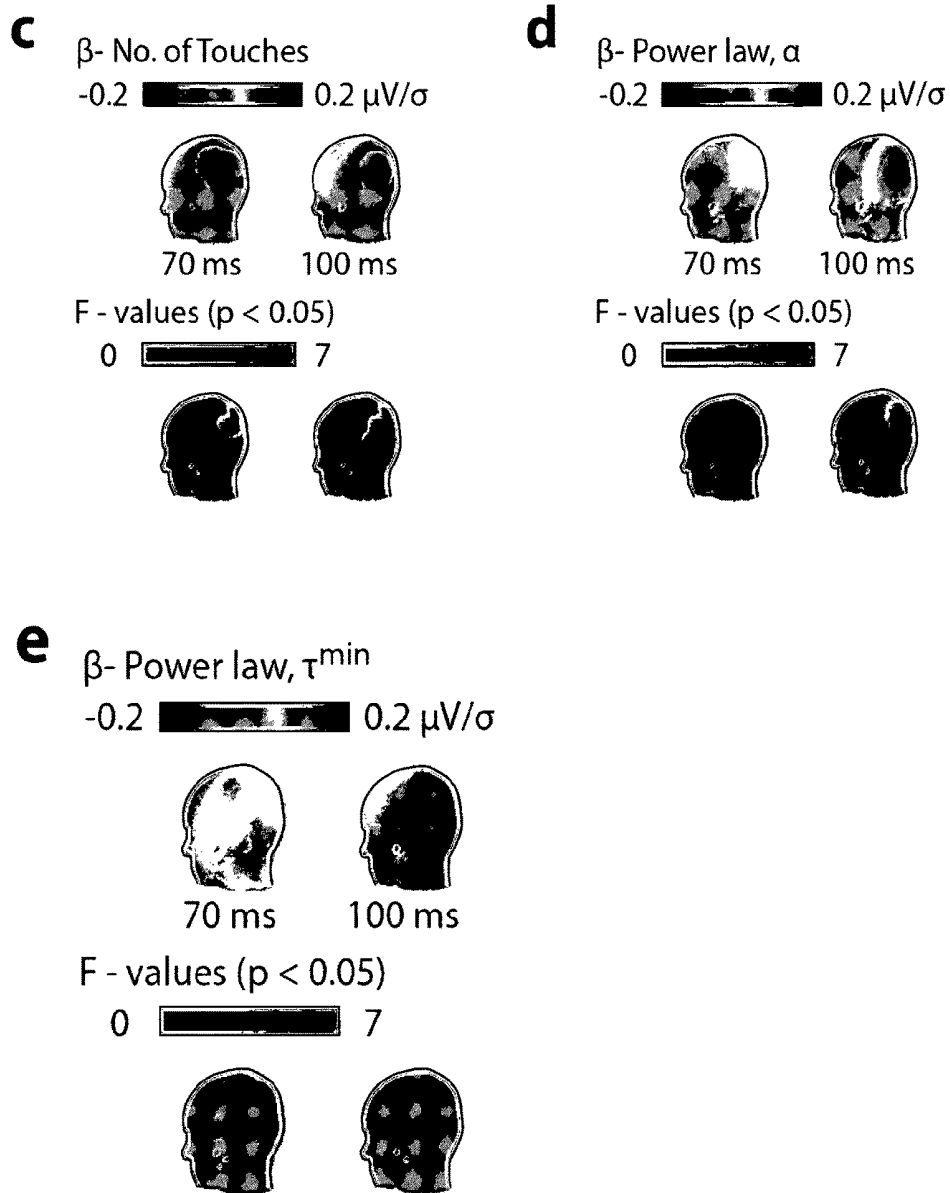 c
β- No. of Touches
-0.2 0.2 μV/σ
70 ms 100 ms
F - values (p < 0.05)
0 7
d
β- Power law, α
-0.2 0.2 μV/σ
70 ms 100 ms
F - values (p < 0.05)
0 7
e
β- Power law, τ^min
-0.2 0.2 μV/σ
70 ms 100 ms
F - values (p < 0.05)
0 7